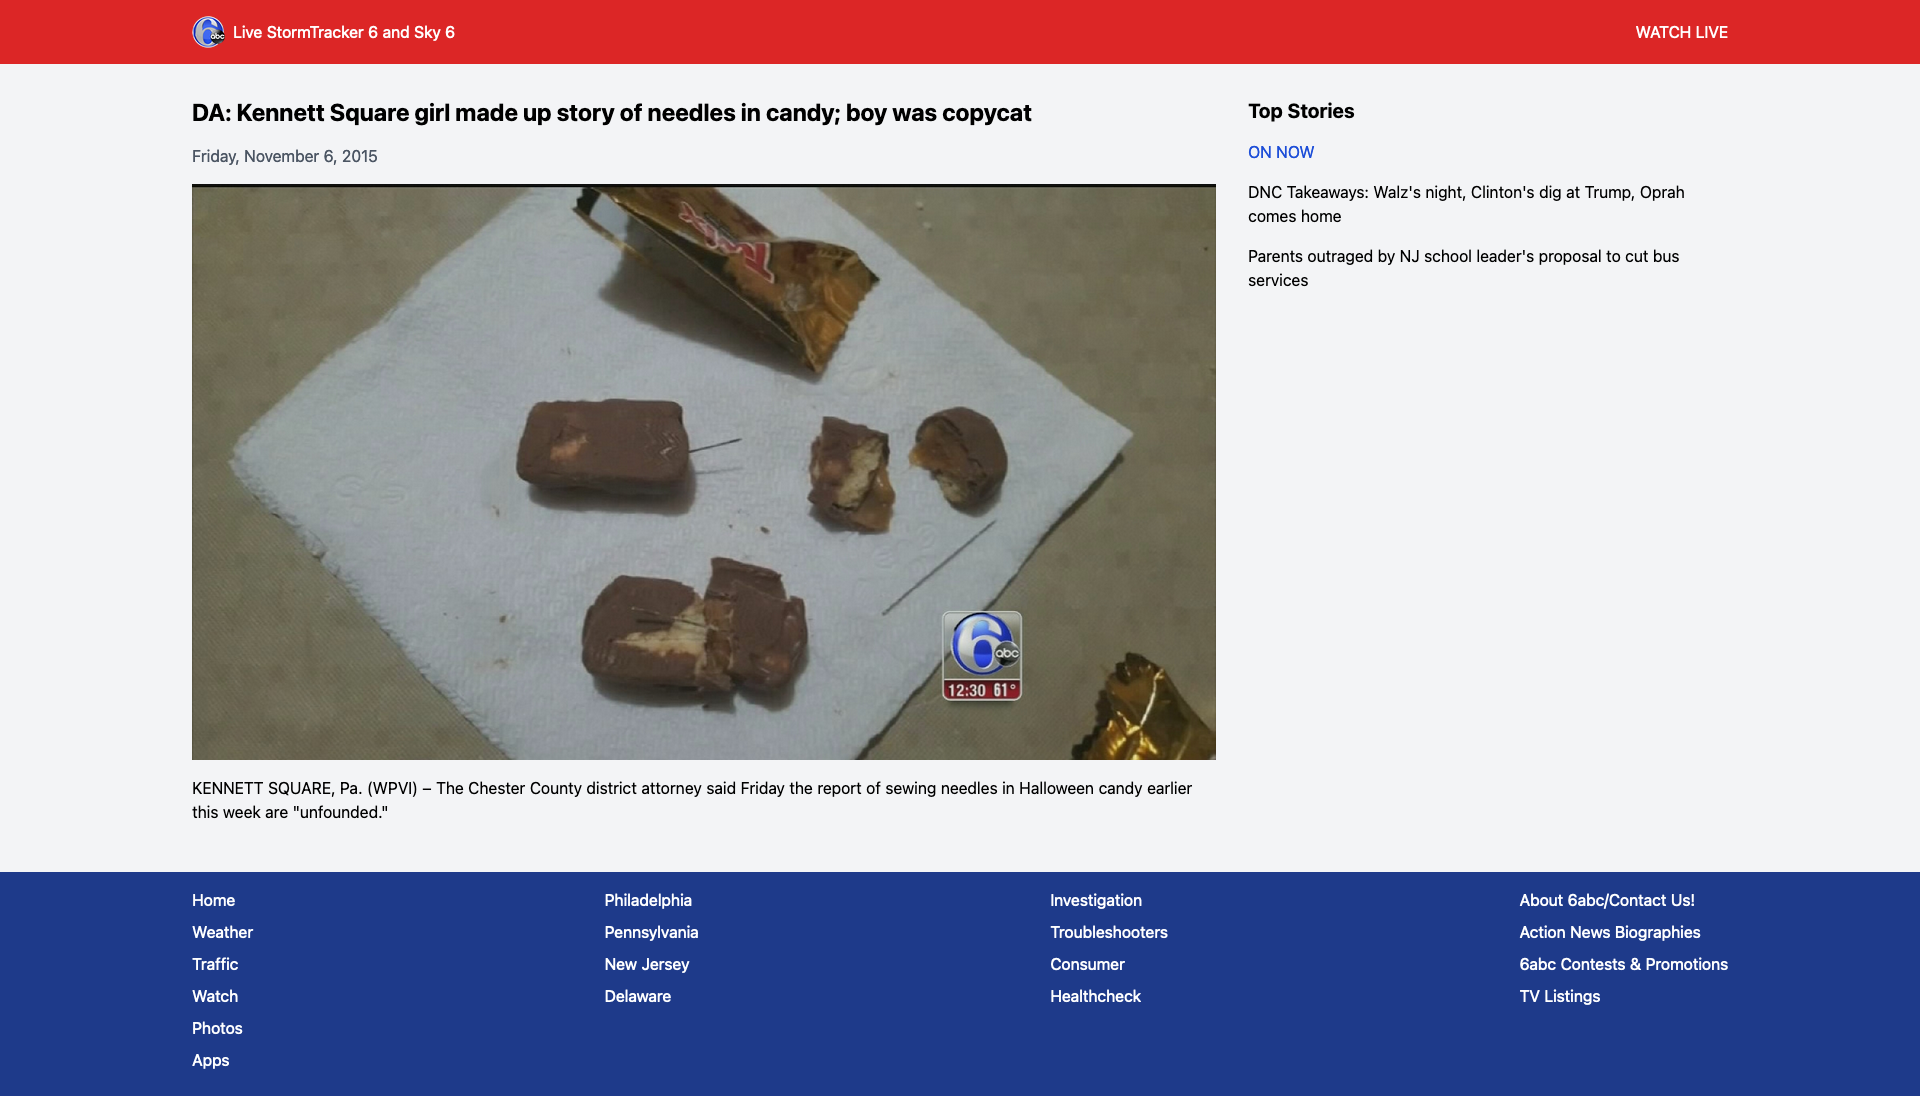 6 abc
Live StormTracker 6 and Sky 6
WATCH LIVE
DA: Kennett Square girl made up story of needles in candy; boy was copycat
Friday, November 6, 2015
Twix
6
abc
12:30 61°
KENNETT SQUARE, Pa. (WPVI) – The Chester County district attorney said Friday the report of sewing needles in Halloween candy earlier
this week are "unfounded."
Top Stories
ON NOW
DNC Takeaways: Walz's night, Clinton's dig at Trump, Oprah
comes home
Parents outraged by NJ school leader's proposal to cut bus
services
Home
Weather
Traffic
Watch
Photos
Apps
Philadelphia
Pennsylvania
New Jersey
Delaware
Investigation
Troubleshooters
Consumer
Healthcheck
About 6abc/Contact Us!
Action News Biographies
6abc Contests & Promotions
TV Listings